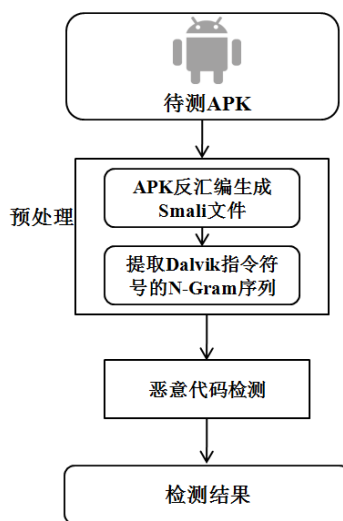 待测APK
预处理
APK反汇编生成
Smali文件
提取Dalvik指令符
号的N-Gram序列
恶意代码检测
检测结果